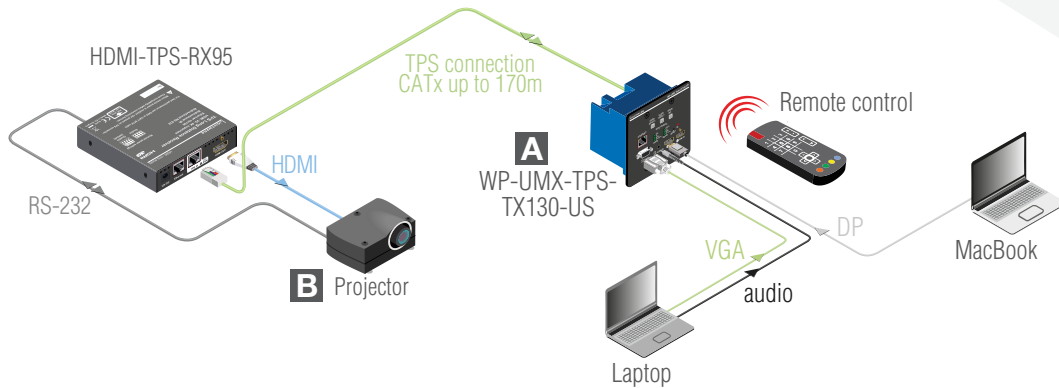 HDMI-TPS-RX95
TPS connection
CATx up to 170m
Remote control
A
WP-UMX-TPS-
TX130-US
HDMI
RS-232
DP
VGA
MacBook
B Projector
audio
Laptop